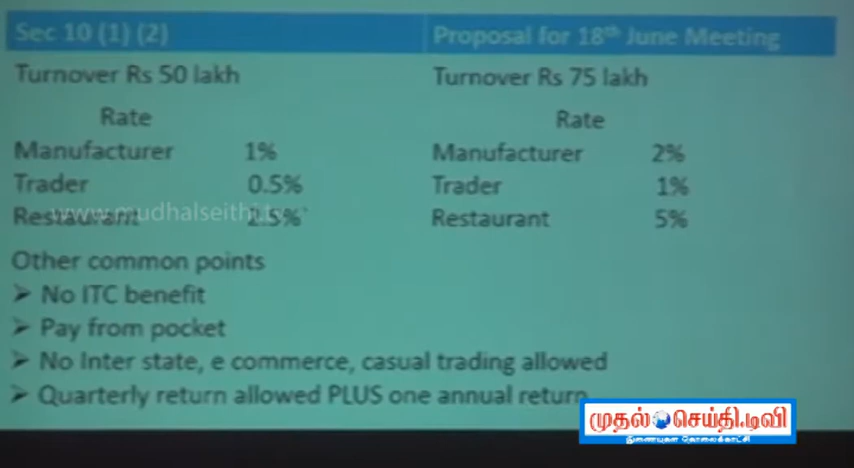 Sec 10 (1) (2) Proposal for 18th June Meeting
Turnover Rs 50 lakh Turnover Rs 75 lakh
Rate Rate
Manufacturer 1% Manufacturer 2%
Trader 0.5% Trader 1%
www.mudhalseithi.tv
Restaurant 2.5% Restaurant 5%
Other common points
➤ No ITC benefit
➤ Pay from pocket
➤ No Inter state, e commerce, casual trading allowed
➤ Quarterly return allowed PLUS one annual return
முதல் செய்தி.டிவி
இணையதள தொலைக்காட்சி